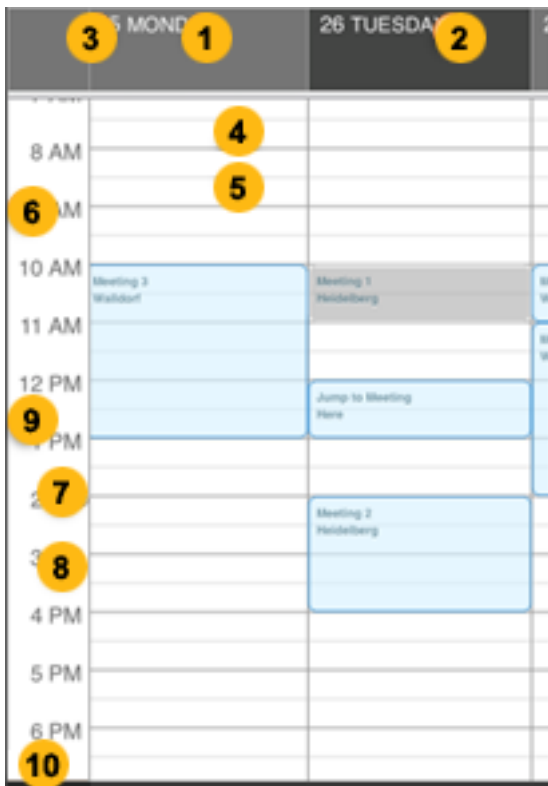 3
MOND
1
26 TUESDA
2
4
8 AM
5
6
10 AM
Meeting 3
Walldorf
Meeting 1
Heidelberg
11 AM
12 PM
Jump to Meeting
Here
9
PM
7
Meeting 2
Heidelberg
8
4 PM
5 PM
6 PM
10